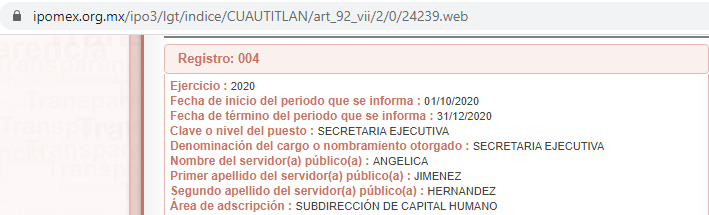 ipomex.org.mx/ipo3/lgt/indice/CUAUTITLAN/art_92_vii/2/0/24239.web
Registro: 004
Ejercicio : 2020
Fecha de inicio del periodo que se informa : 01/10/2020
Fecha de término del periodo que se informa : 31/12/2020
Clave o nivel del puesto : SECRETARIA EJECUTIVA
Denominación del cargo o nombramiento otorgado : SECRETARIA EJECUTIVA
Nombre del servidor(a) público(a) : ANGELICA
Primer apellido del servidor(a) público(a) : JIMENEZ
Segundo apellido del servidor(a) público(a) : HERNANDEZ
Área de adscripción : SUBDIRECCIÓN DE CAPITAL HUMANO